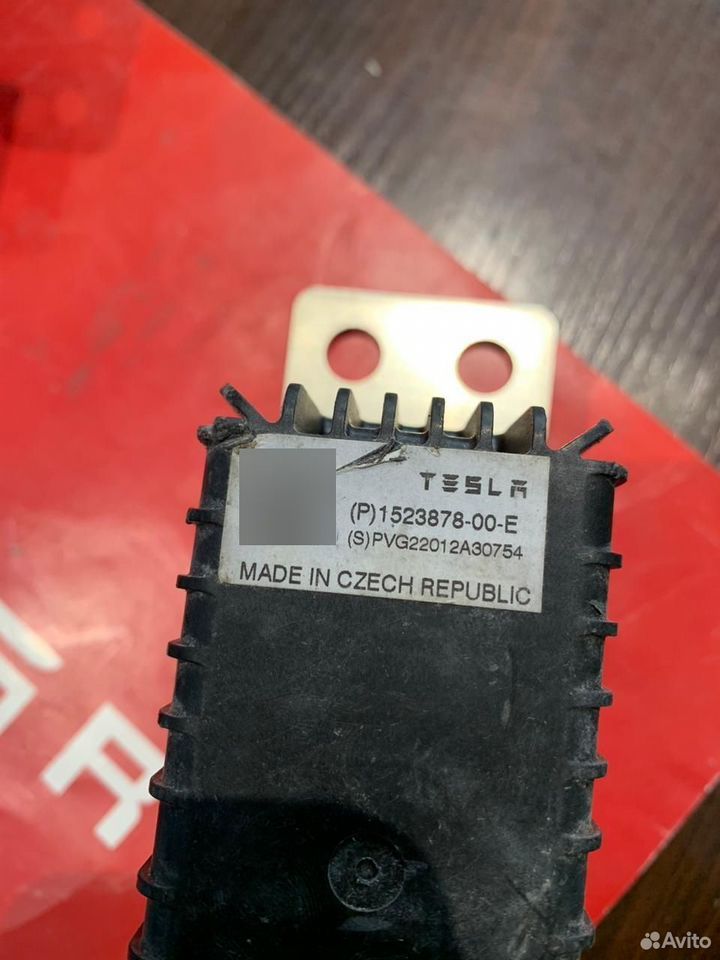 TESLA
(P)1523878-00-E
(S)PVG22012A30754
MADE IN CZECH REPUBLIC
Avito